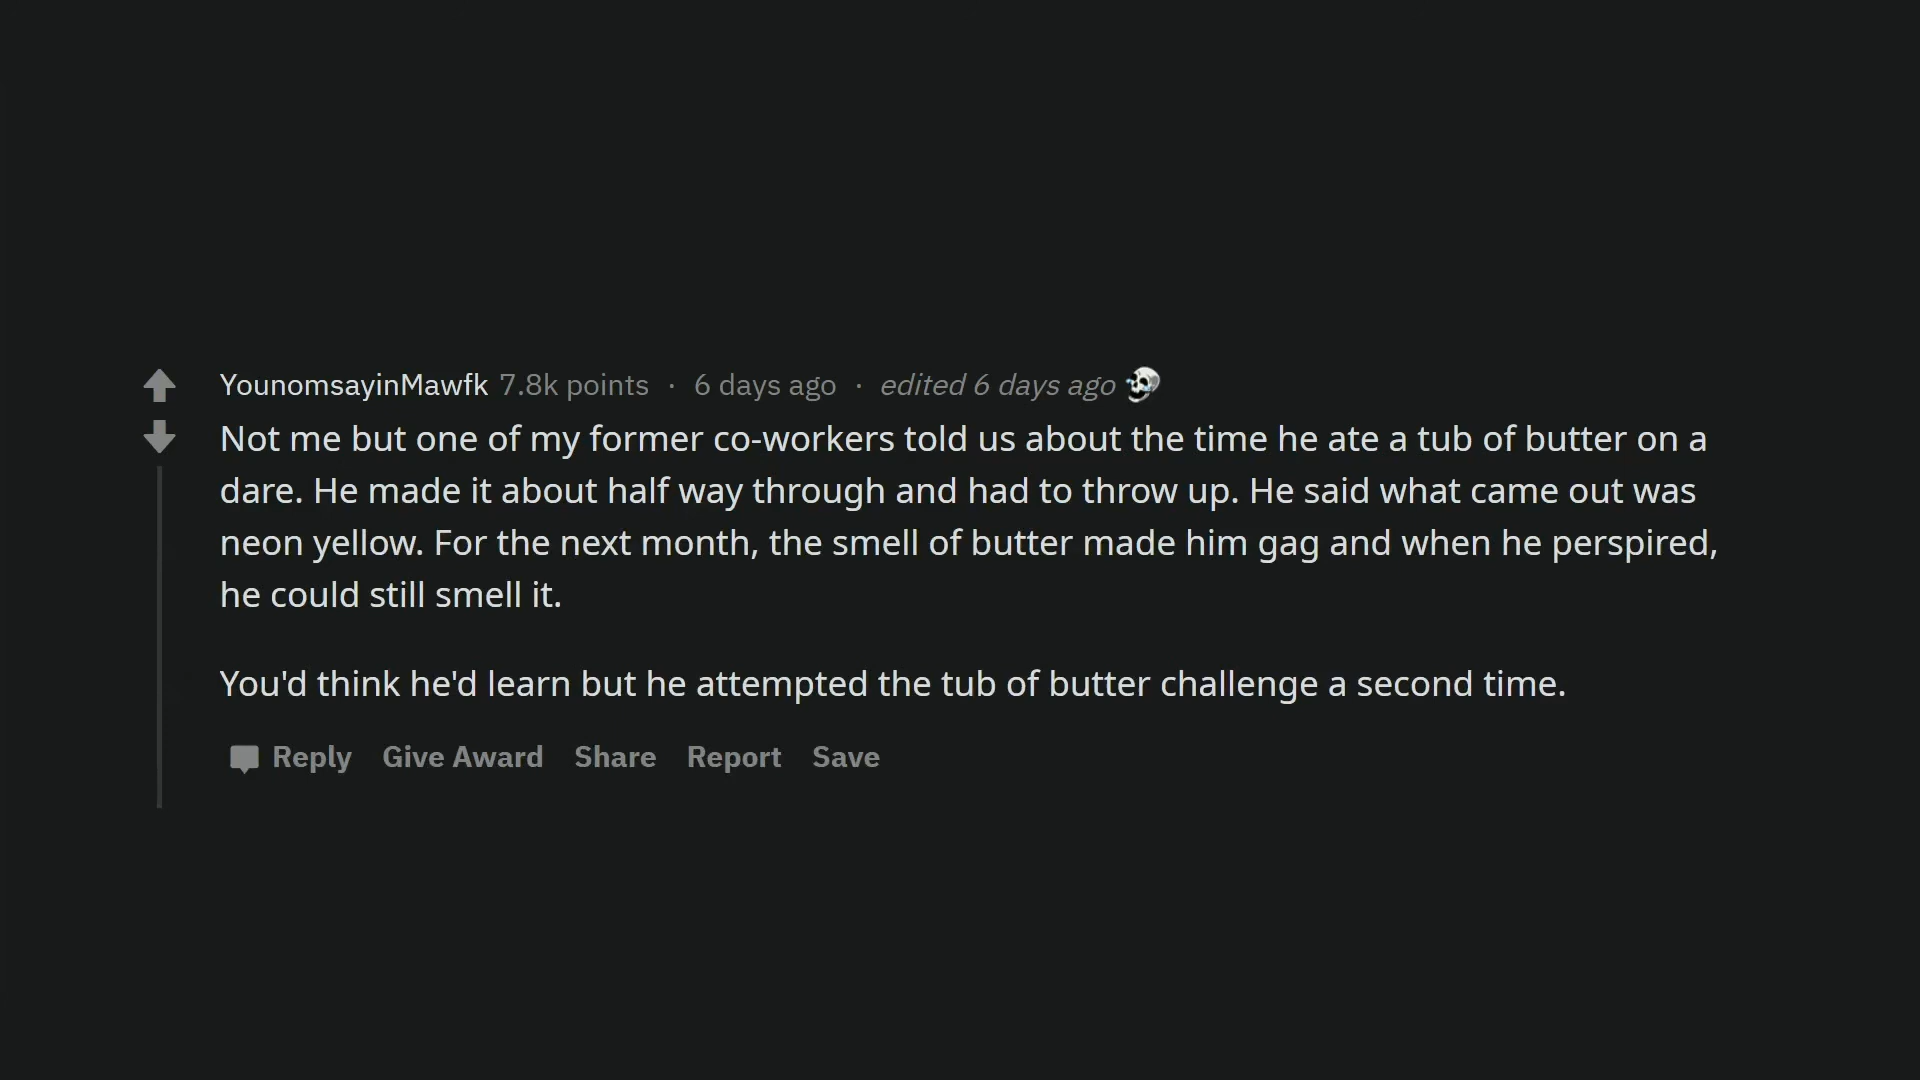 YounomsayinMawfk 7.8k points · 6 days ago · edited 6 days ago
Not me but one of my former co-workers told us about the time he ate a tub of butter on a
dare. He made it about half way through and had to throw up. He said what came out was
neon yellow. For the next month, the smell of butter made him gag and when he perspired,
he could still smell it.
You'd think he'd learn but he attempted the tub of butter challenge a second time.
Reply Give Award Share Report Save